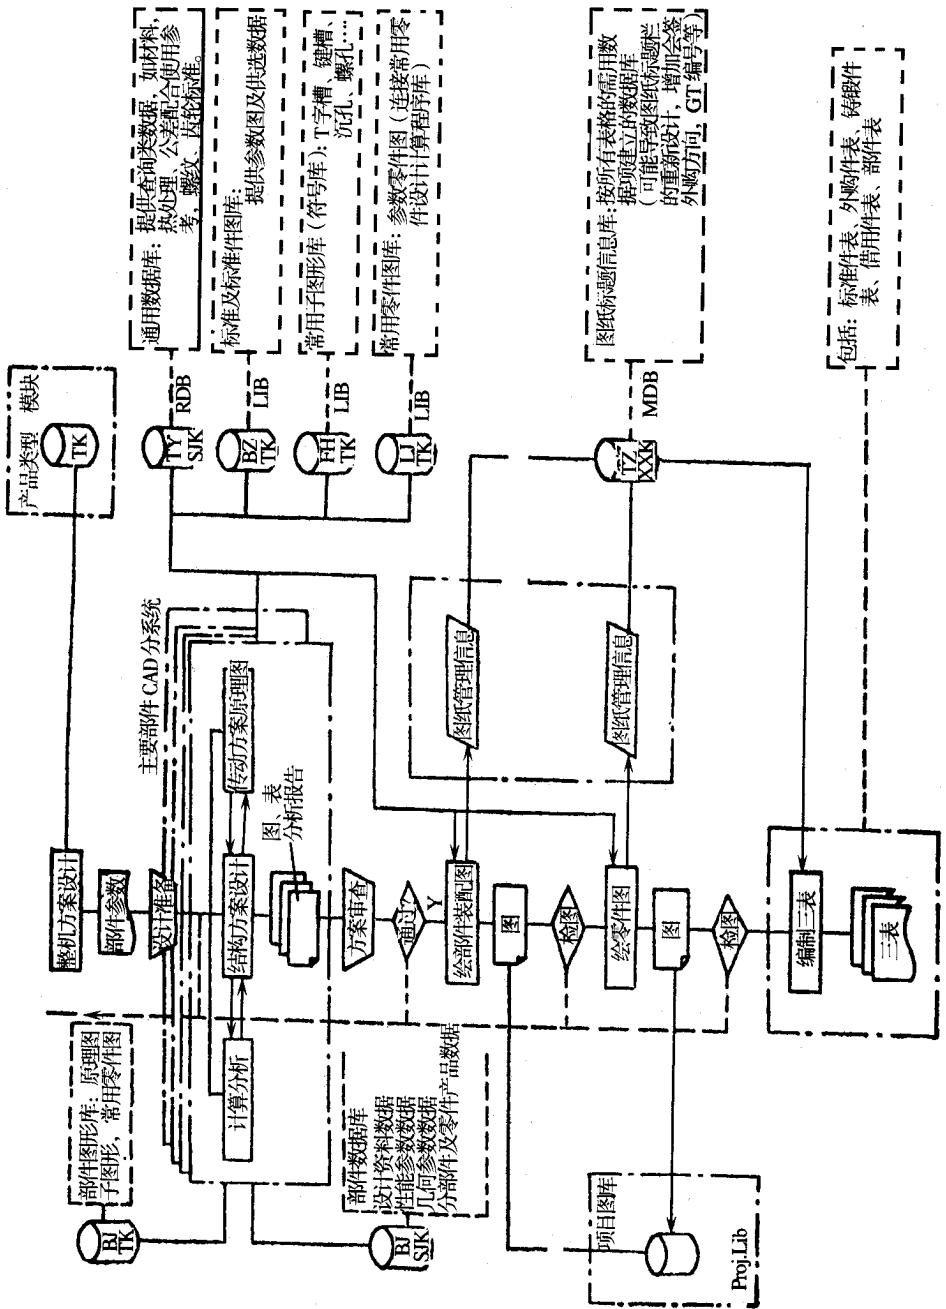 产品类型 模块
TK
TY
SJK
RDB
通用数据库：提供查询类数据，如材料，
热处理、公差配合使用参
考，螺纹、齿轮标准。
BZ
TK
LIB
标准及标准件图库：
提供参数图及供选数据
FH
TK
LIB
常用子图形库（符号库）：T字槽、键槽、
沉孔、螺孔……
LJ
TK
LIB
常用零件图库：参数零件图（连接常用零
件设计计算程序库）
TZ
XXK
MDB
图纸标题信息库：按所有表格的需用数
据项建立的数据库
（可能导致图纸标题栏
的重新设计，增加会签
外购方问，GT编号等）
包括：标准件表、外购件表、铸锻件
表、借用件表、部件表
主要部件CAD分系统
整机方案设计
部件参数
设计准备
传动方案原理图
结构方案设计
计算分析
图、表
分析报告
方案审查
通过?
Y
绘部件装配图
图纸管理信息
图
检图
绘零件图
图纸管理信息
图
检图
编制三表
三表
部件图形库：原理图
子图形，常用零件图
BJ
TK
部件数据库
设计资料数据
性能参数数据
几何参数数据
分部件及零件产品数据
BJ
SJK
项目图库
Proj.Lib